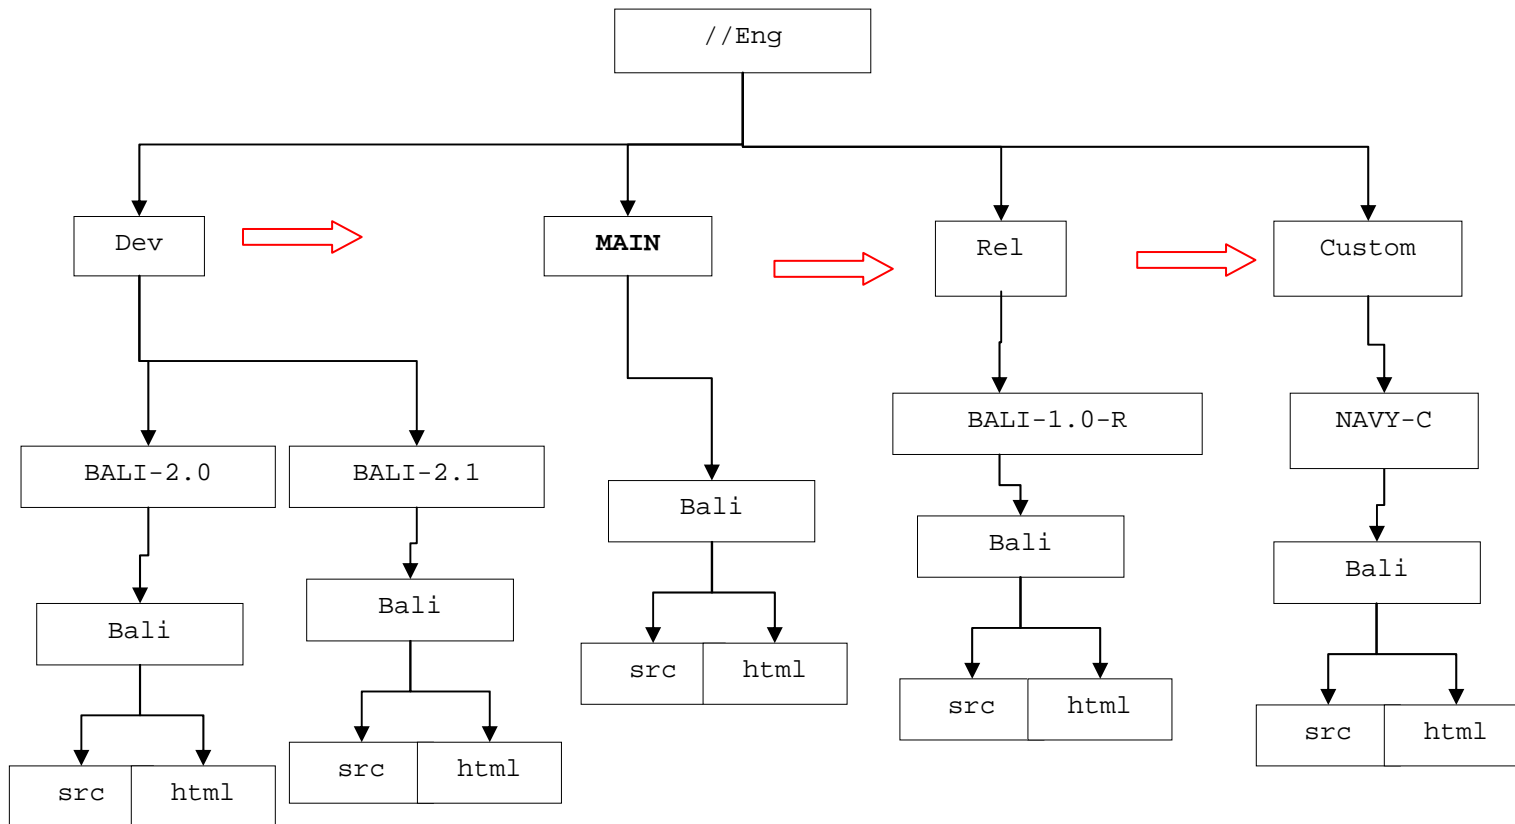 //Eng
Dev
MAIN
Rel
Custom
BALI-2.0
BALI-2.1
BALI-1.0-R
NAVY-C
Bali
Bali
Bali
Bali
Bali
src
html
src
html
src
html
src
html
src
html